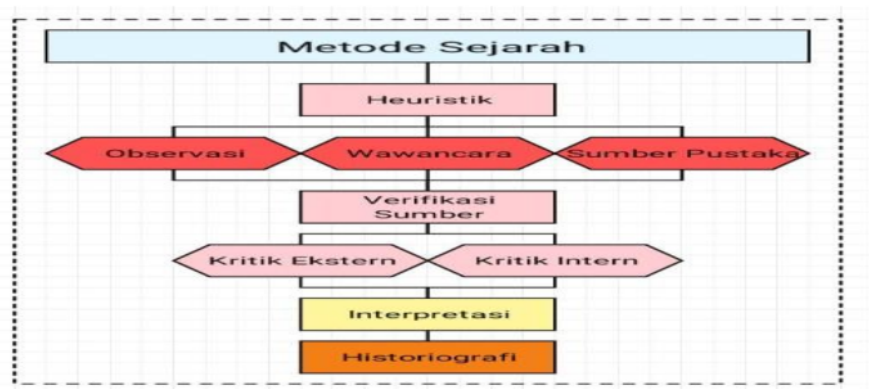 Metode Sejarah
Heuristik
Observasi
Wawancara
Sumber Pustaka
Verifikasi
Sumber
Kritik Ekstern
Kritik Intern
Interpretasi
Historiografi